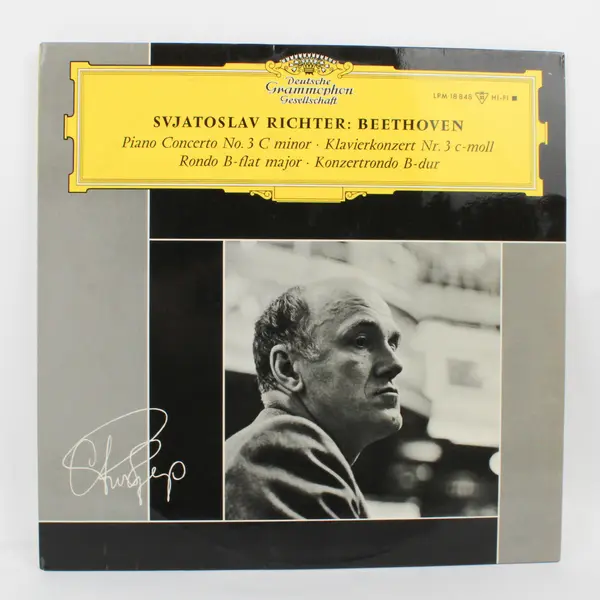 Deutsche
Grammophon
Gesellschaft
LPM 18 848 HI-FI
SVJATOSLAV RICHTER: BEETHOVEN
Piano Concerto No. 3 C minor · Klavierkonzert Nr. 3 c-moll
Rondo B-flat major · Konzertrondo B-dur